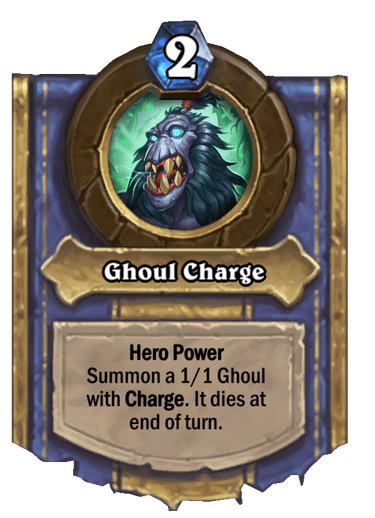 2
Ghoul Charge
Hero Power
Summon a 1/1 Ghoul
with Charge. It dies at
end of turn.